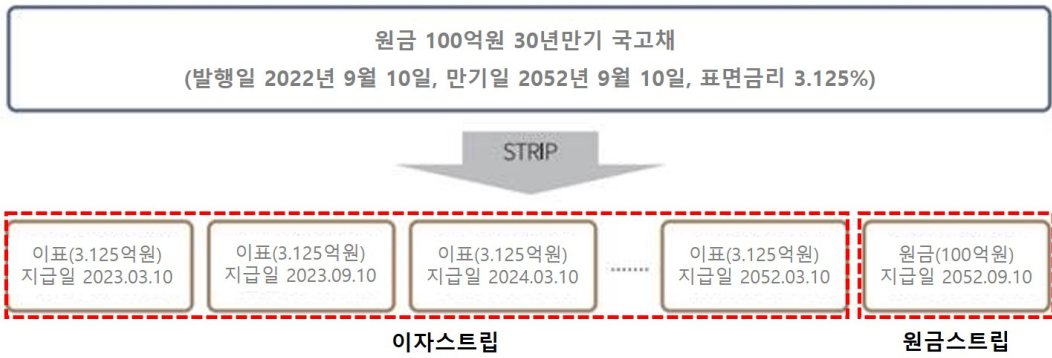 원금 100억원 30년만기 국고채
(발행일 2022년 9월 10일, 만기일 2052년 9월 10일, 표면금리 3.125%)
STRIP
이표(3.125억원)
지급일 2023.03.10
이표(3.125억원)
지급일 2023.09.10
이표(3.125억원)
지급일 2024.03.10
.......
이표(3.125억원)
지급일 2052.03.10
원금(100억원)
지급일 2052.09.10
이자스트립
원금스트립